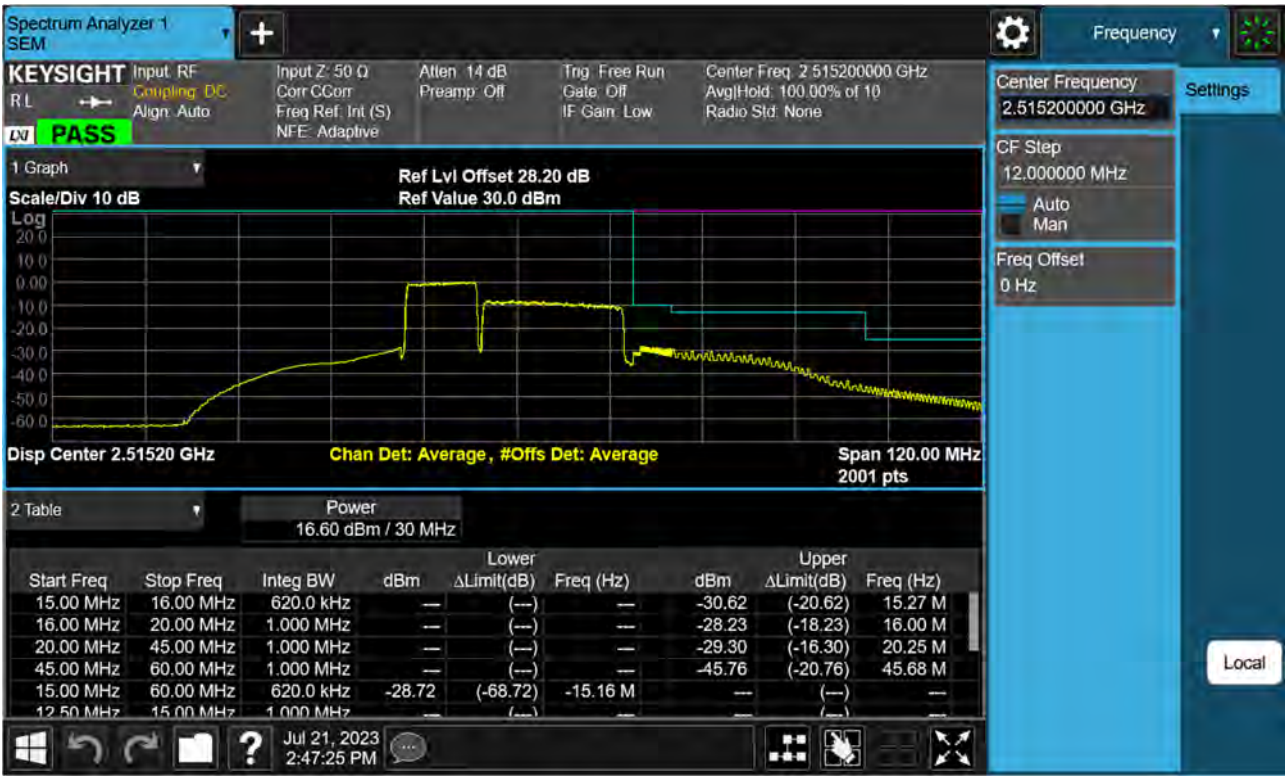 Spectrum Analyzer 1
SEM
+
Frequency
KEYSIGHT
RL
LXI
PASS
Input: RF
Coupling: DC
Align: Auto
Input Z: 50 Ω
Corr CCorr
Freq Ref: Int (S)
NFE: Adaptive
Atten: 14 dB
Preamp: Off
Trig: Free Run
Gate: Off
IF Gain: Low
Center Freq: 2.515200000 GHz
Avg|Hold: 100.00% of 10
Radio Std: None
Center Frequency
2.515200000 GHz
Settings
CF Step
12.000000 MHz
Auto
Man
Freq Offset
0 Hz
1 Graph
Scale/Div 10 dB
Ref Lvl Offset 28.20 dB
Ref Value 30.0 dBm
Log
20.0
10.0
0.00
-10.0
-20.0
-30.0
-40.0
-50.0
-60.0
Disp Center 2.51520 GHz
Chan Det: Average, #Offs Det: Average
Span 120.00 MHz
2001 pts
2 Table
Power
16.60 dBm / 30 MHz
Lower Upper
Start Freq Stop Freq Integ BW dBm ΔLimit(dB) Freq (Hz) dBm ΔLimit(dB) Freq (Hz)
15.00 MHz 16.00 MHz 620.0 kHz --- (---) --- -30.62 (-20.62) 15.27 M
16.00 MHz 20.00 MHz 1.000 MHz --- (---) --- -28.23 (-18.23) 16.00 M
20.00 MHz 45.00 MHz 1.000 MHz --- (---) --- -29.30 (-16.30) 20.25 M
45.00 MHz 60.00 MHz 1.000 MHz --- (---) --- -45.76 (-20.76) 45.68 M
15.00 MHz 60.00 MHz 620.0 kHz -28.72 (-68.72) -15.16 M --- (---) ---
12.50 MHz 15.00 MHz 1.000 MHz --- (---) --- --- (---) ---
Local
?
Jul 21, 2023
2:47:25 PM